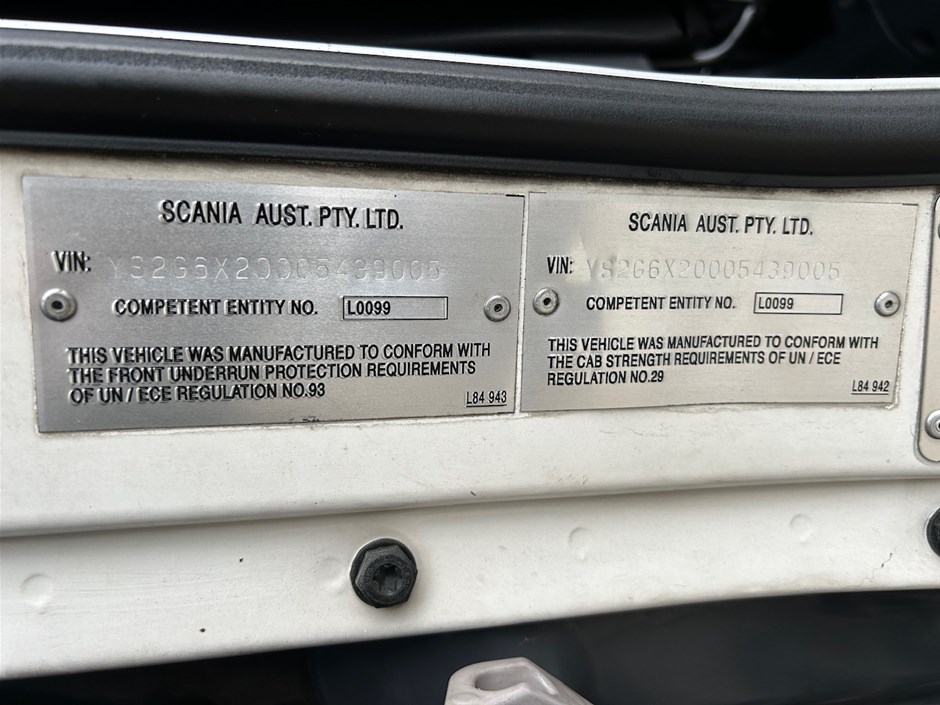 SCANIA AUST. PTY. LTD.
VIN: YS2G6X20005439005
COMPETENT ENTITY NO. L0099
THIS VEHICLE WAS MANUFACTURED TO CONFORM WITH
THE FRONT UNDERRUN PROTECTION REQUIREMENTS
OF UN / ECE REGULATION NO.93
L84 943
SCANIA AUST. PTY. LTD.
VIN: YS2G6X20005439005
COMPETENT ENTITY NO. L0099
THIS VEHICLE WAS MANUFACTURED TO CONFORM WITH
THE CAB STRENGTH REQUIREMENTS OF UN / ECE
REGULATION NO.29
L84 942